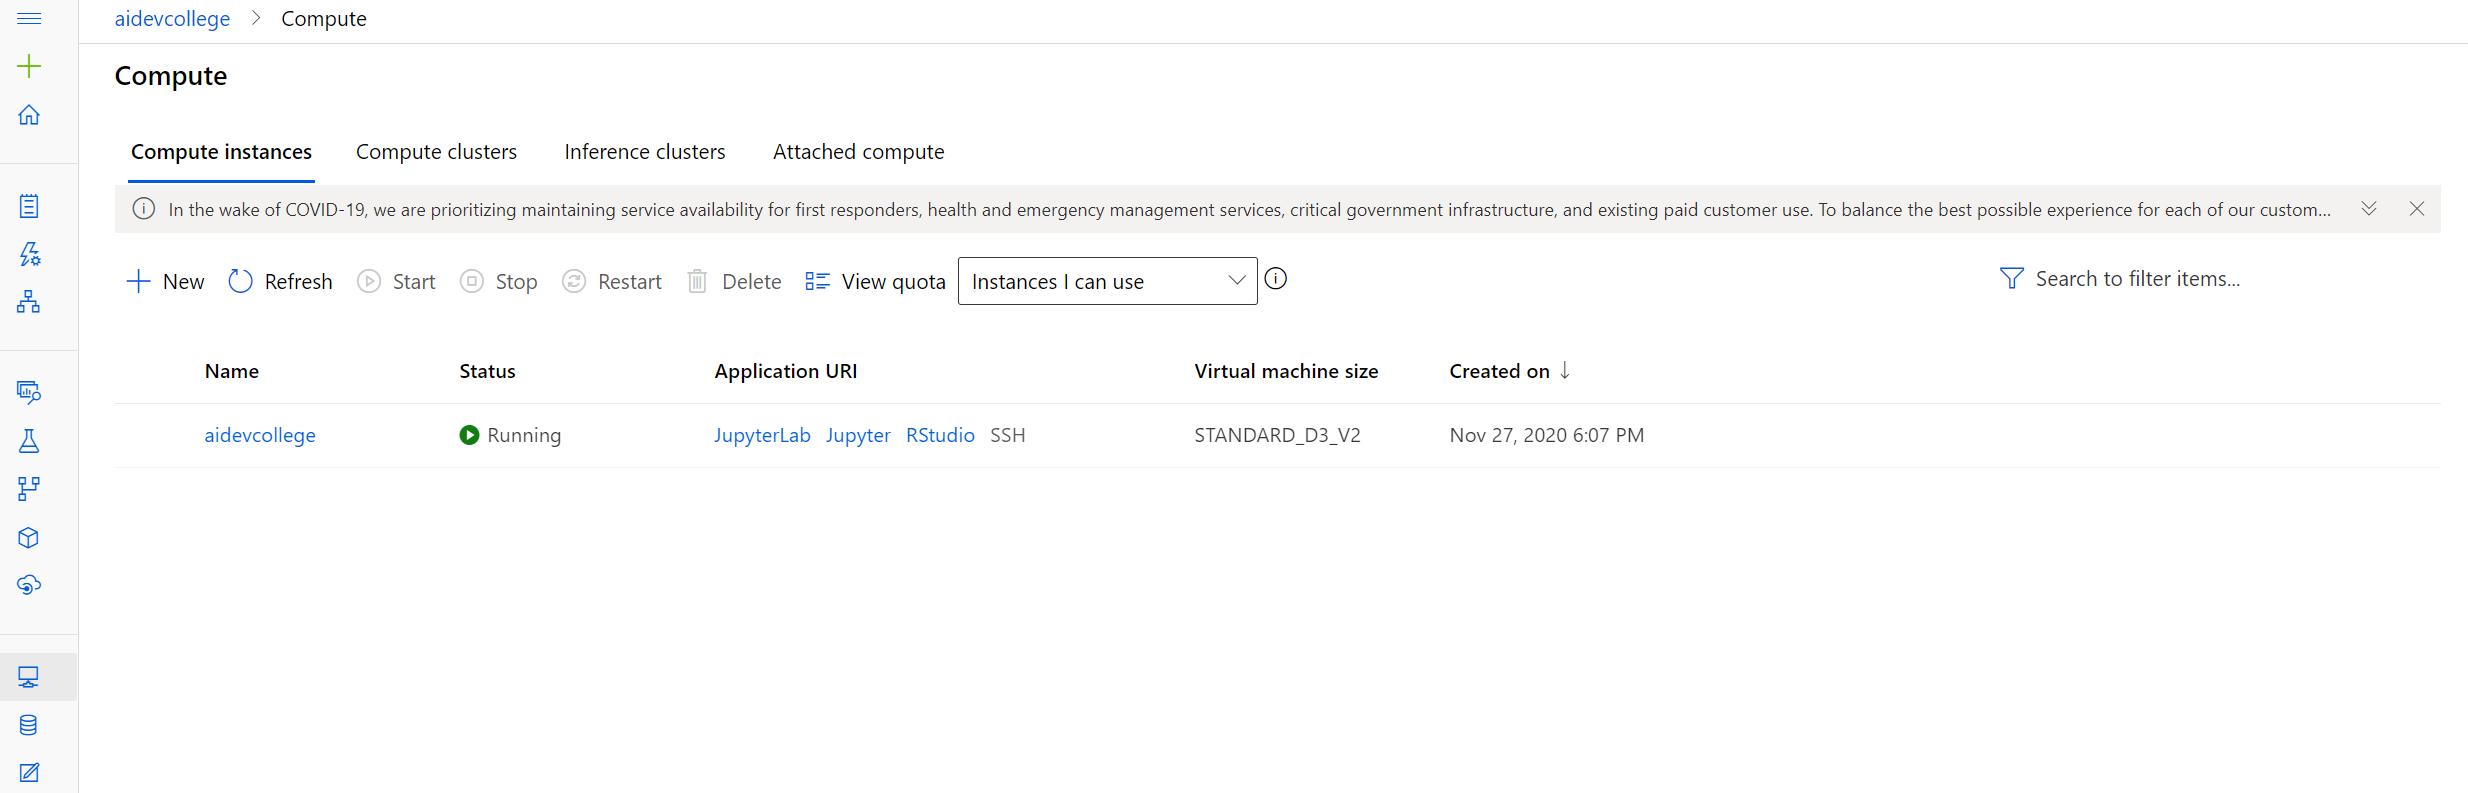 aidevcollege > Compute
Compute
Compute instances Compute clusters Inference clusters Attached compute
In the wake of COVID-19, we are prioritizing maintaining service availability for first responders, health and emergency management services, critical government infrastructure, and existing paid customer use. To balance the best possible experience for each of our custom...
New Refresh Start Stop Restart Delete View quota Instances I can use Search to filter items...
Name Status Application URI Virtual machine size Created on ↓
aidevcollege Running JupyterLab Jupyter RStudio SSH STANDARD_D3_V2 Nov 27, 2020 6:07 PM